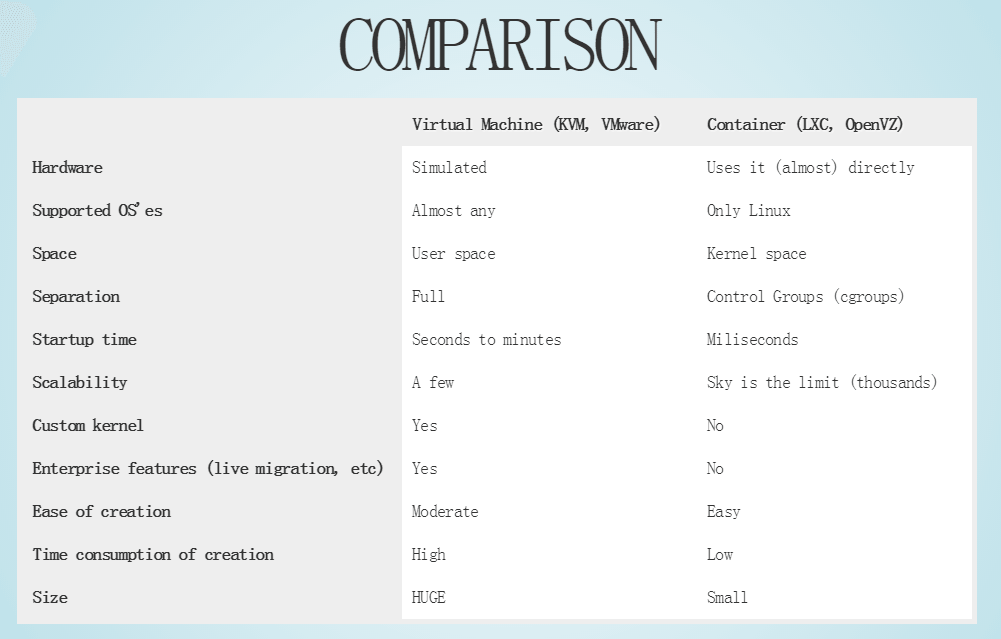 COMPARISON
Virtual Machine (KVM, VMware) Container (LXC, OpenVZ)
Hardware Simulated Uses it (almost) directly
Supported OS'es Almost any Only Linux
Space User space Kernel space
Separation Full Control Groups (cgroups)
Startup time Seconds to minutes Miliseconds
Scalability A few Sky is the limit (thousands)
Custom kernel Yes No
Enterprise features (live migration, etc) Yes No
Ease of creation Moderate Easy
Time consumption of creation High Low
Size HUGE Small